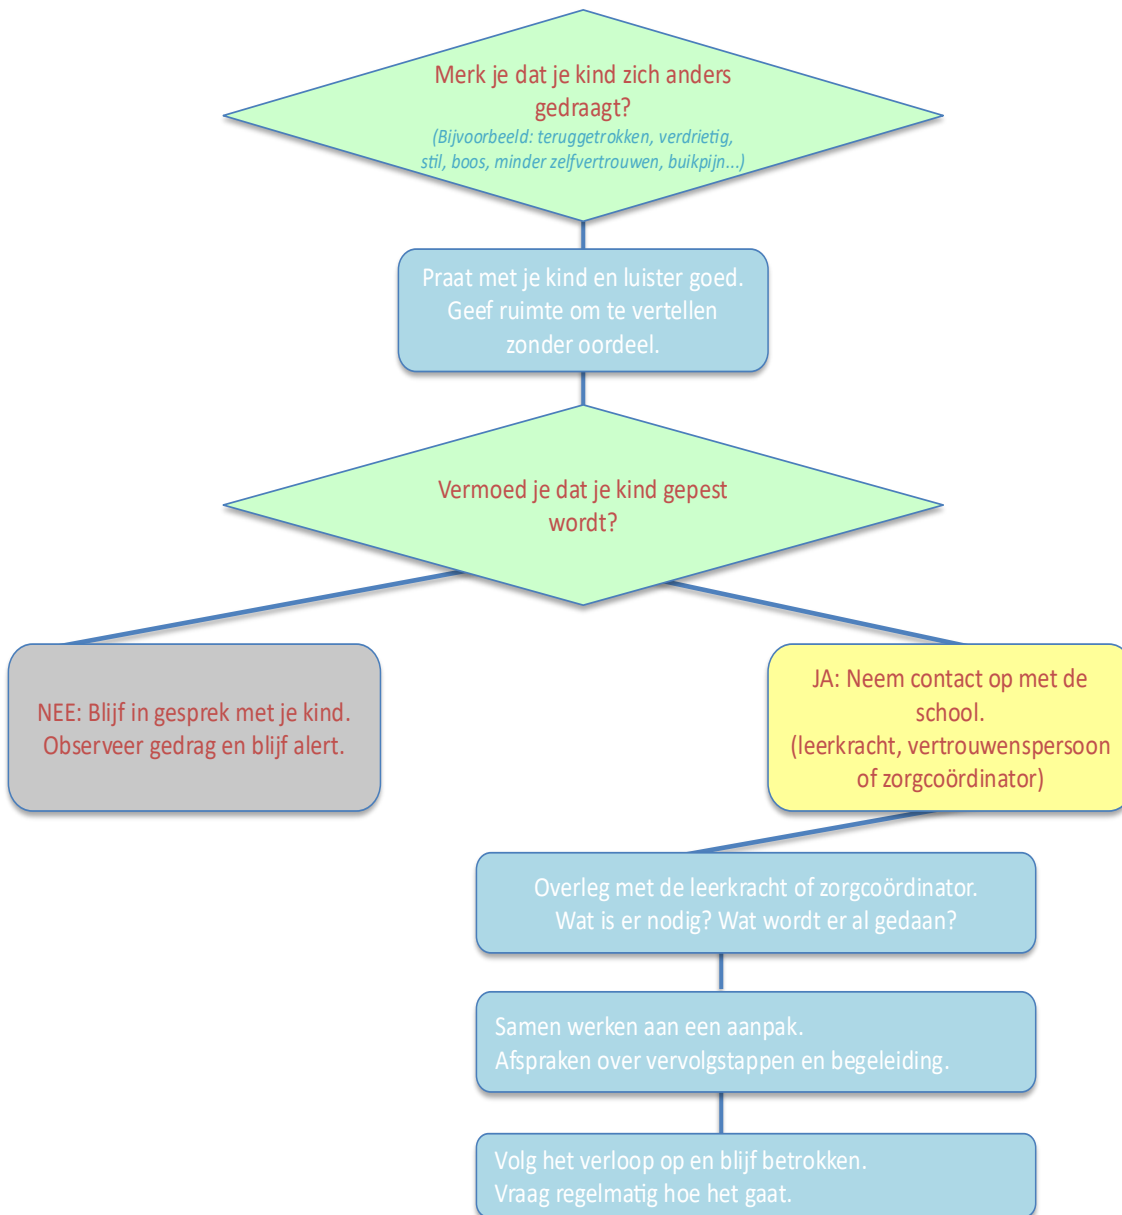 Merk je dat je kind zich anders
gedraagt?
(Bijvoorbeeld: teruggetrokken, verdrietig,
stil, boos, minder zelfvertrouwen, buikpijn...)
Praat met je kind en luister goed.
Geef ruimte om te vertellen
zonder oordeel.
Vermoed je dat je kind gepest
wordt?
NEE: Blijf in gesprek met je kind.
Observeer gedrag en blijf alert.
JA: Neem contact op met de
school.
(leerkracht, vertrouwenspersoon
of zorgcoördinator)
Overleg met de leerkracht of zorgcoördinator.
Wat is er nodig? Wat wordt er al gedaan?
Samen werken aan een aanpak.
Afspraken over vervolgstappen en begeleiding.
Volg het verloop op en blijf betrokken.
Vraag regelmatig hoe het gaat.